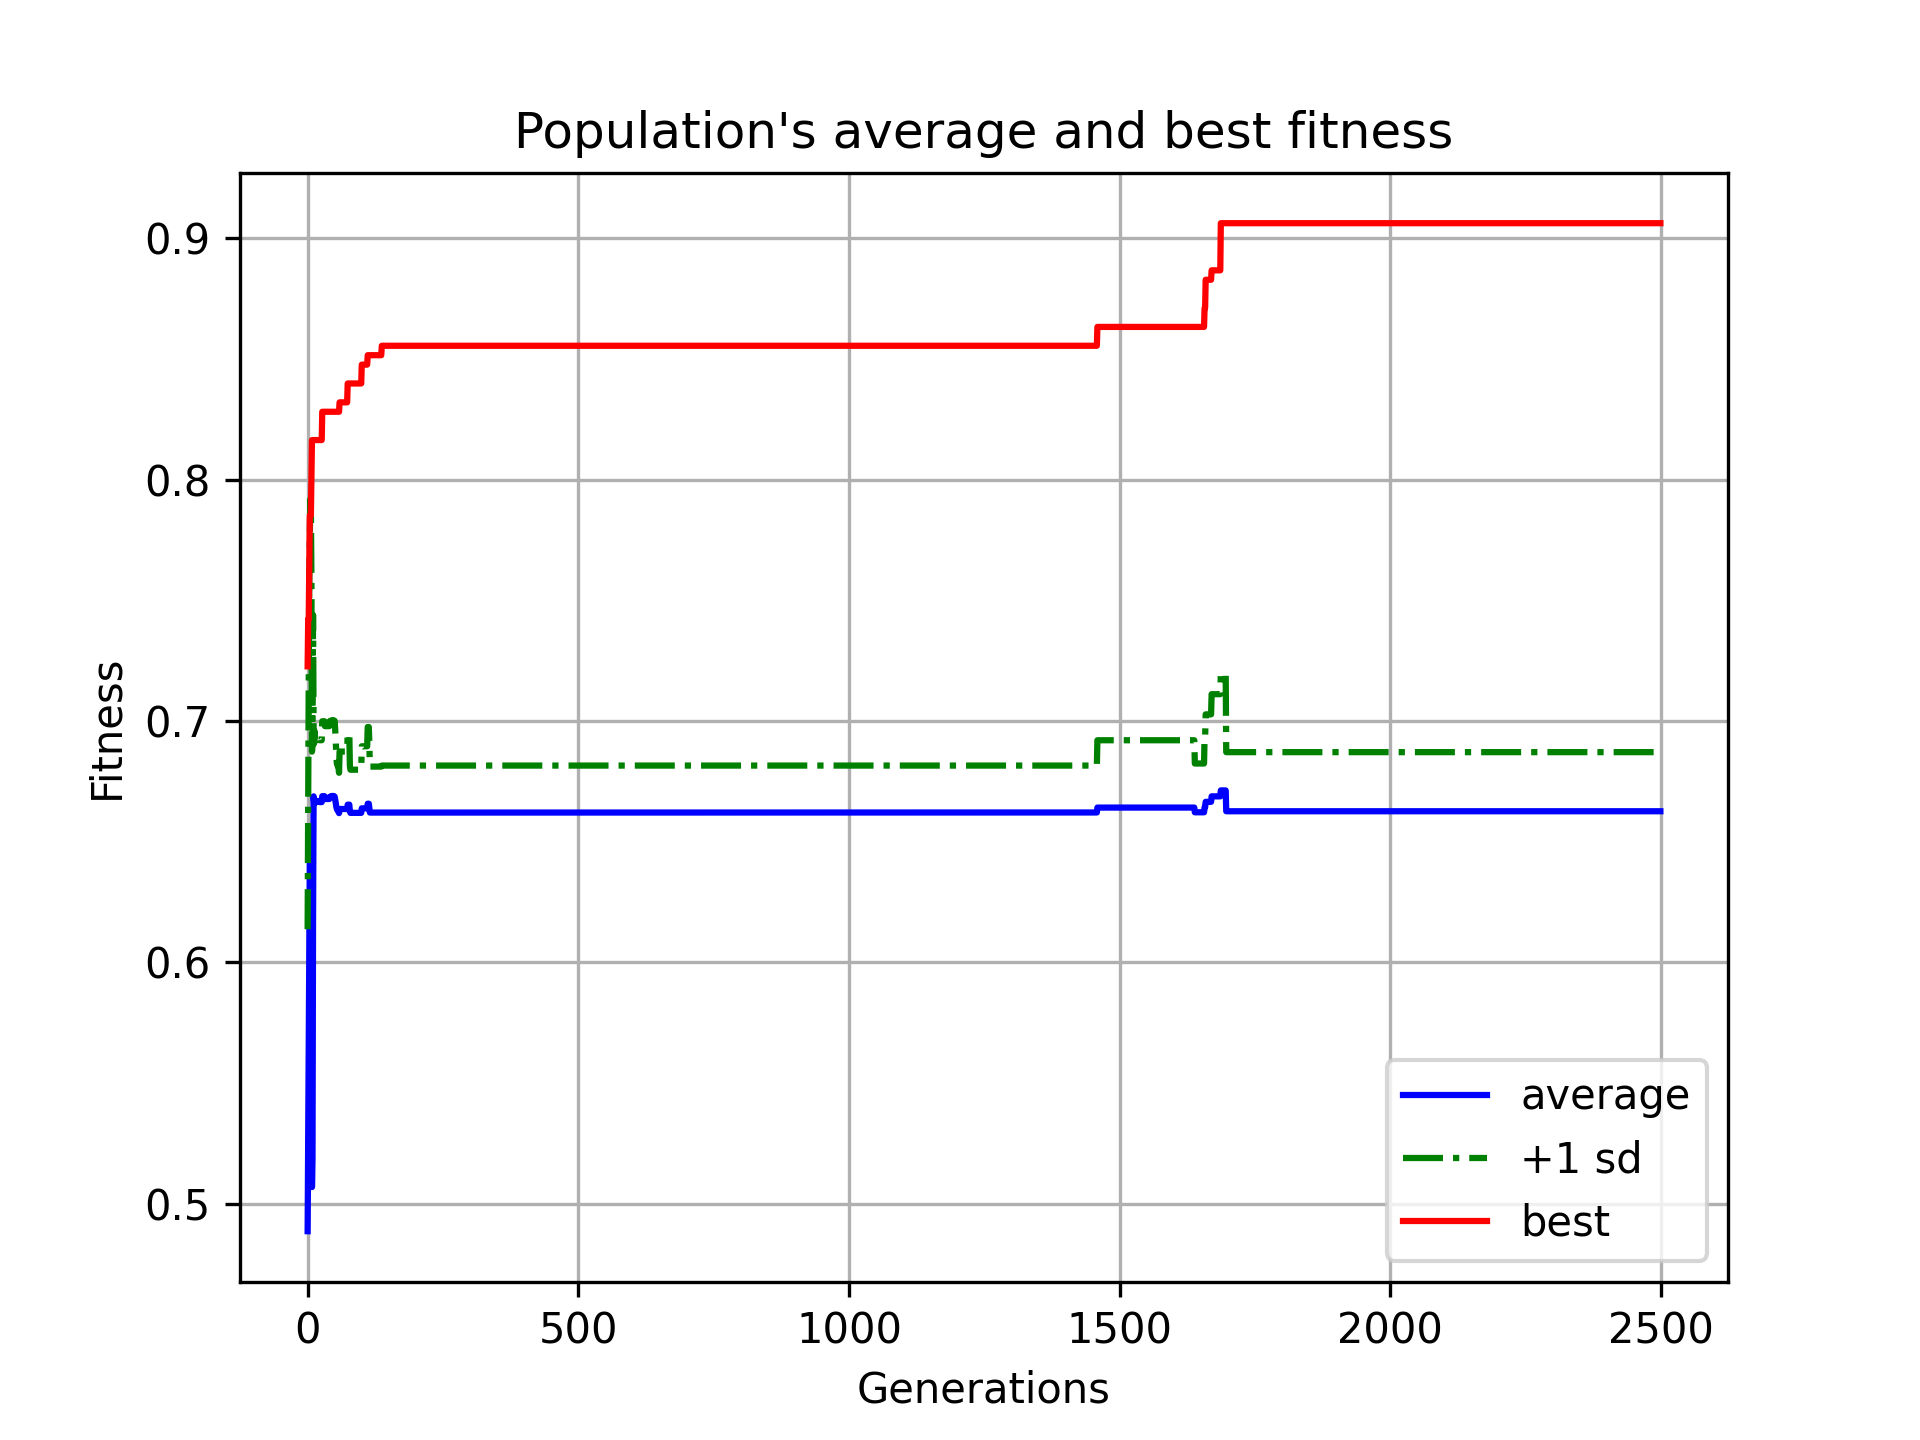 Population's average and best fitness
Fitness
0.9
0.8
0.7
0.6
0.5
0
500
1000
1500
2000
2500
Generations
average
+1 sd
best